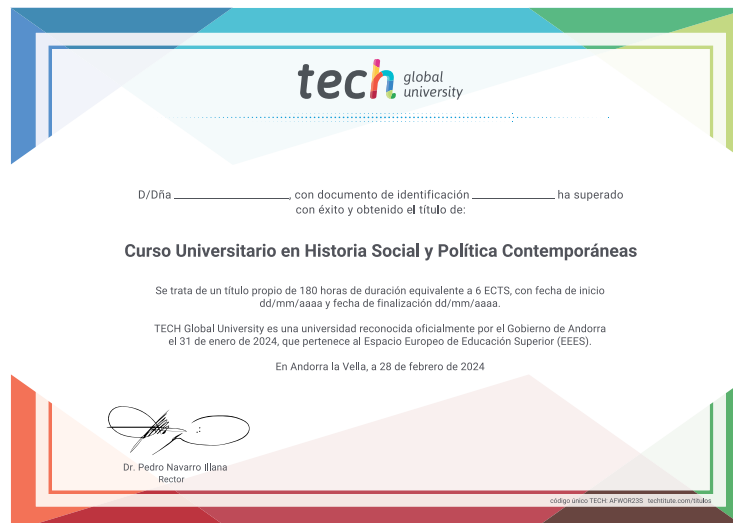 tech global university
D/Dña ____________, con documento de identificación ____________ ha superado
con éxito y obtenido el título de:
Curso Universitario en Historia Social y Política Contemporáneas
Se trata de un título propio de 180 horas de duración equivalente a 6 ECTS, con fecha de inicio
dd/mm/aaaa y fecha de finalización dd/mm/aaaa.
TECH Global University es una universidad reconocida oficialmente por el Gobierno de Andorra
el 31 de enero de 2024, que pertenece al Espacio Europeo de Educación Superior (EEES).
En Andorra la Vella, a 28 de febrero de 2024
Dr. Pedro Navarro Illana
Rector
código único TECH: AFWOR23S techtitute.com/titulos